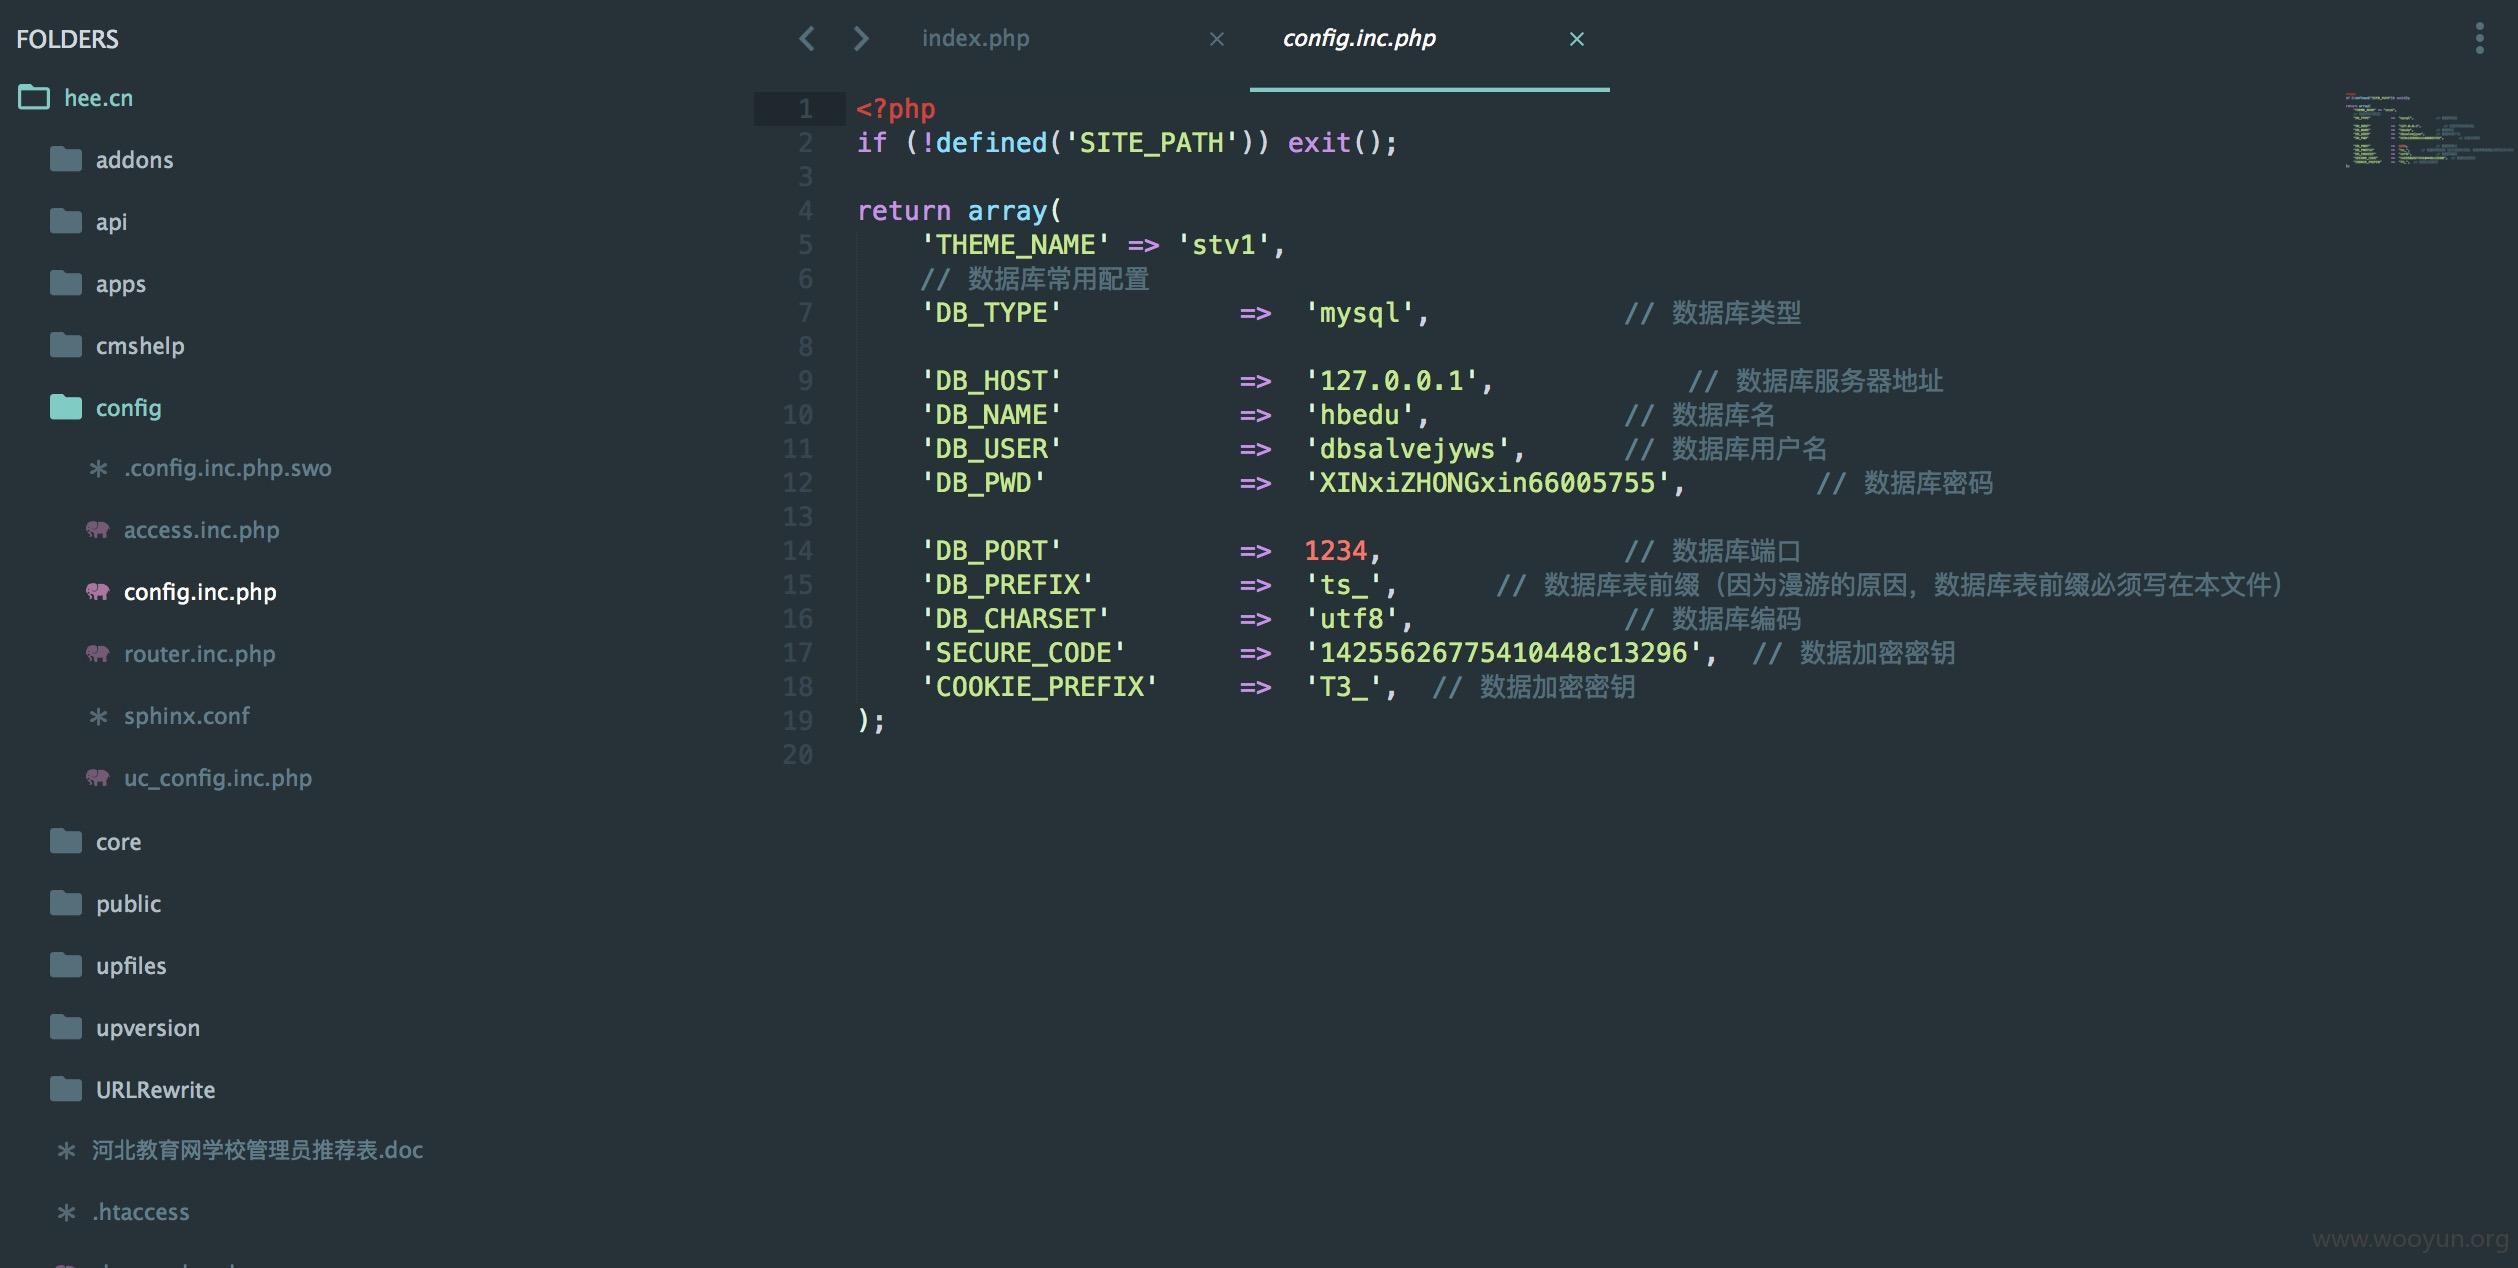 FOLDERS
hee.cn
addons
api
apps
cmshelp
config
.config.inc.php.swo
access.inc.php
config.inc.php
router.inc.php
sphinx.conf
uc_config.inc.php
core
public
upfiles
upversion
URLRewrite
河北教育网学校管理员推荐表.doc
.htaccess
index.php
config.inc.php
1 <?php
2 if (!defined('SITE_PATH')) exit();
3
4 return array(
5 'THEME_NAME' => 'stv1',
6 // 数据库常用配置
7 'DB_TYPE' => 'mysql', // 数据库类型
8
9 'DB_HOST' => '127.0.0.1', // 数据库服务器地址
10 'DB_NAME' => 'hbedu', // 数据库名
11 'DB_USER' => 'dbsalvejyws', // 数据库用户名
12 'DB_PWD' => 'XINxiZHONGxin66005755', // 数据库密码
13
14 'DB_PORT' => 1234, // 数据库端口
15 'DB_PREFIX' => 'ts_', // 数据库表前缀（因为漫游的原因，数据库表前缀必须写在本文件）
16 'DB_CHARSET' => 'utf8', // 数据库编码
17 'SECURE_CODE' => '14255626775410448c13296', // 数据加密密钥
18 'COOKIE_PREFIX' => 'T3_', // 数据加密密钥
19 );
20
www.wooyun.org